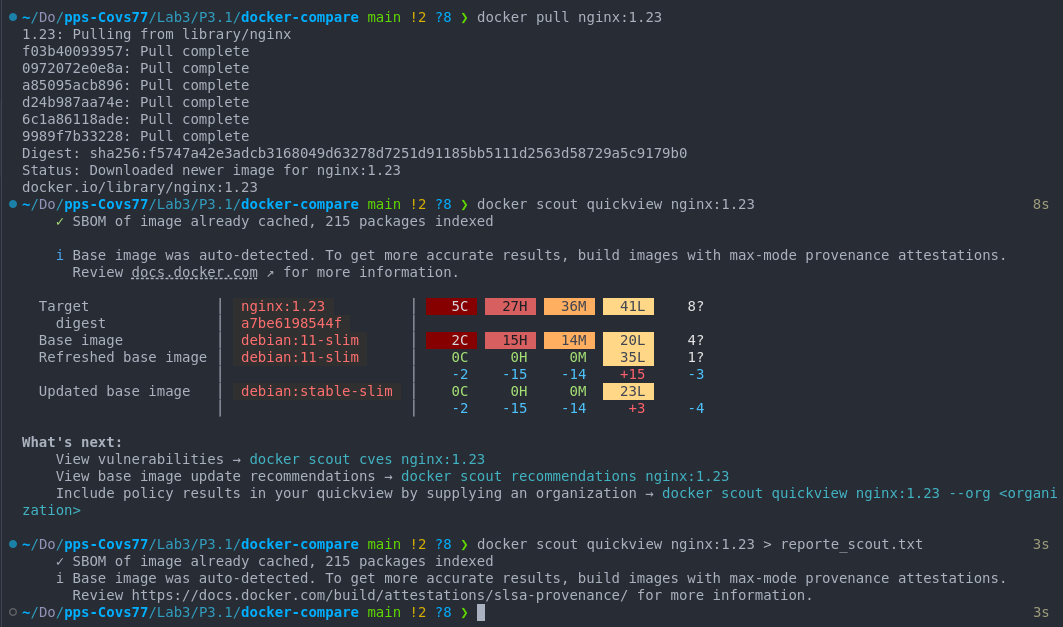 ~/Do/pps-Covs77/Lab3/P3.1/docker-compare main !2 ?8 ❯ docker pull nginx:1.23
1.23: Pulling from library/nginx
f03b40093957: Pull complete
0972072e0e8a: Pull complete
a85095acb896: Pull complete
d24b987aa74e: Pull complete
6c1a86118ade: Pull complete
9989f7b33228: Pull complete
Digest: sha256:f5747a42e3adcb3168049d63278d7251d91185bb5111d2563d58729a5c9179b0
Status: Downloaded newer image for nginx:1.23
docker.io/library/nginx:1.23
~/Do/pps-Covs77/Lab3/P3.1/docker-compare main !2 ?8 ❯ docker scout quickview nginx:1.23 8s
✓ SBOM of image already cached, 215 packages indexed
i Base image was auto-detected. To get more accurate results, build images with max-mode provenance attestations.
Review docs.docker.com ↗ for more information.
Target │ nginx:1.23 │ 5C 27H 36M 41L 8?
digest │ a7be6198544f │
Base image │ debian:11-slim │ 2C 15H 14M 20L 4?
Refreshed base image │ debian:11-slim │ 0C 0H 0M 35L 1?
│ │ -2 -15 -14 +15 -3
Updated base image │ debian:stable-slim │ 0C 0H 0M 23L
│ │ -2 -15 -14 +3 -4
What's next:
View vulnerabilities → docker scout cves nginx:1.23
View base image update recommendations → docker scout recommendations nginx:1.23
Include policy results in your quickview by supplying an organization → docker scout quickview nginx:1.23 --org <organi
zation>
~/Do/pps-Covs77/Lab3/P3.1/docker-compare main !2 ?8 ❯ docker scout quickview nginx:1.23 > reporte_scout.txt 3s
✓ SBOM of image already cached, 215 packages indexed
i Base image was auto-detected. To get more accurate results, build images with max-mode provenance attestations.
Review https://docs.docker.com/build/attestations/slsa-provenance/ for more information.
~/Do/pps-Covs77/Lab3/P3.1/docker-compare main !2 ?8 ❯ 3s